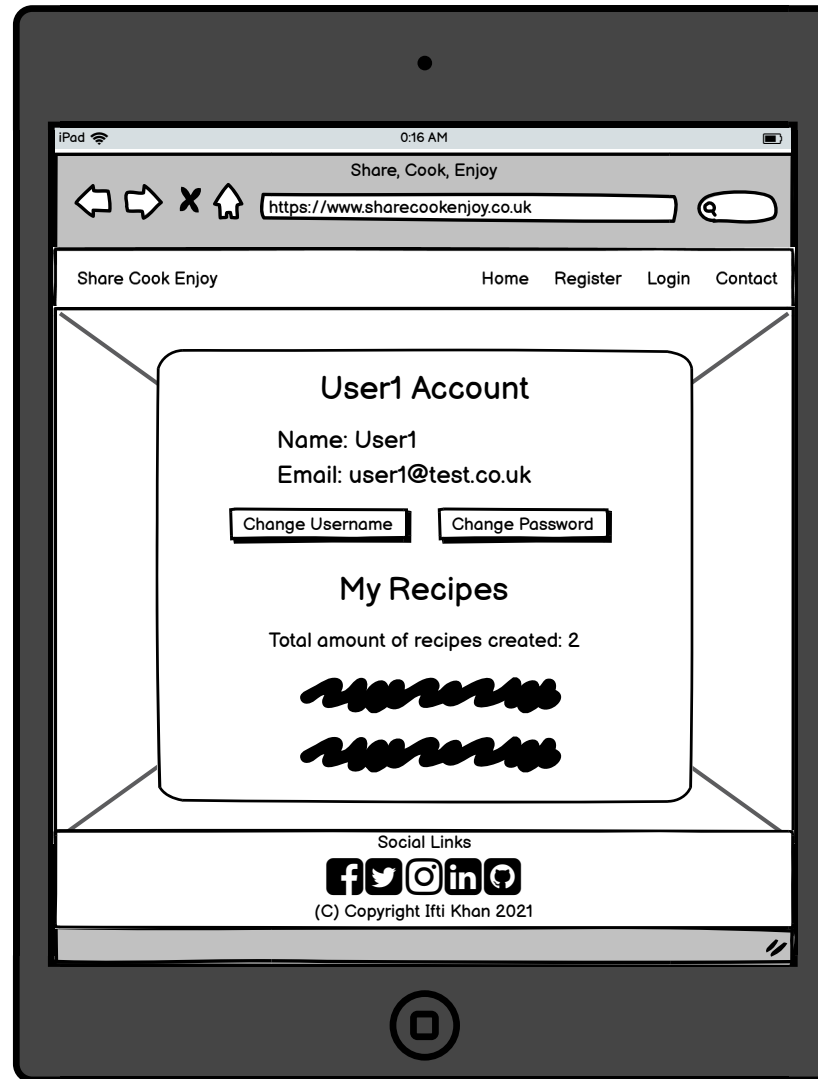 iPad 0:16 AM
Share, Cook, Enjoy
https://www.sharecookenjoy.co.uk
Share Cook Enjoy Home Register Login Contact
User1 Account
Name: User1
Email: user1@test.co.uk
Change Username Change Password
My Recipes
Total amount of recipes created: 2
Social Links
(C) Copyright Ifti Khan 2021